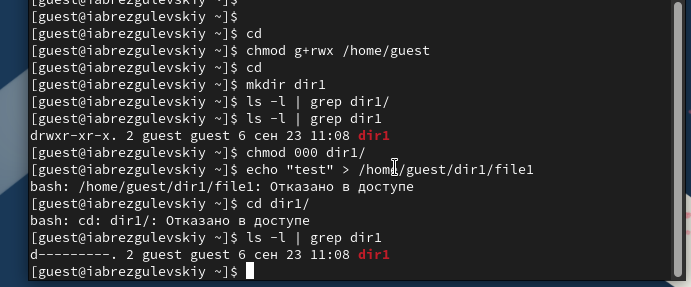 [guest@iabrezgulevskiy ~]$
[guest@iabrezgulevskiy ~]$
[guest@iabrezgulevskiy ~]$ cd
[guest@iabrezgulevskiy ~]$ chmod g+rwx /home/guest
[guest@iabrezgulevskiy ~]$ cd
[guest@iabrezgulevskiy ~]$ mkdir dir1
[guest@iabrezgulevskiy ~]$ ls -l | grep dir1/
[guest@iabrezgulevskiy ~]$ ls -l | grep dir1
drwxr-xr-x. 2 guest guest 6 сен 23 11:08 dir1
[guest@iabrezgulevskiy ~]$ chmod 000 dir1/
[guest@iabrezgulevskiy ~]$ echo "test" > /home/guest/dir1/file1
bash: /home/guest/dir1/file1: Отказано в доступе
[guest@iabrezgulevskiy ~]$ cd dir1/
bash: cd: dir1/: Отказано в доступе
[guest@iabrezgulevskiy ~]$ ls -l | grep dir1
d---------. 2 guest guest 6 сен 23 11:08 dir1
[guest@iabrezgulevskiy ~]$